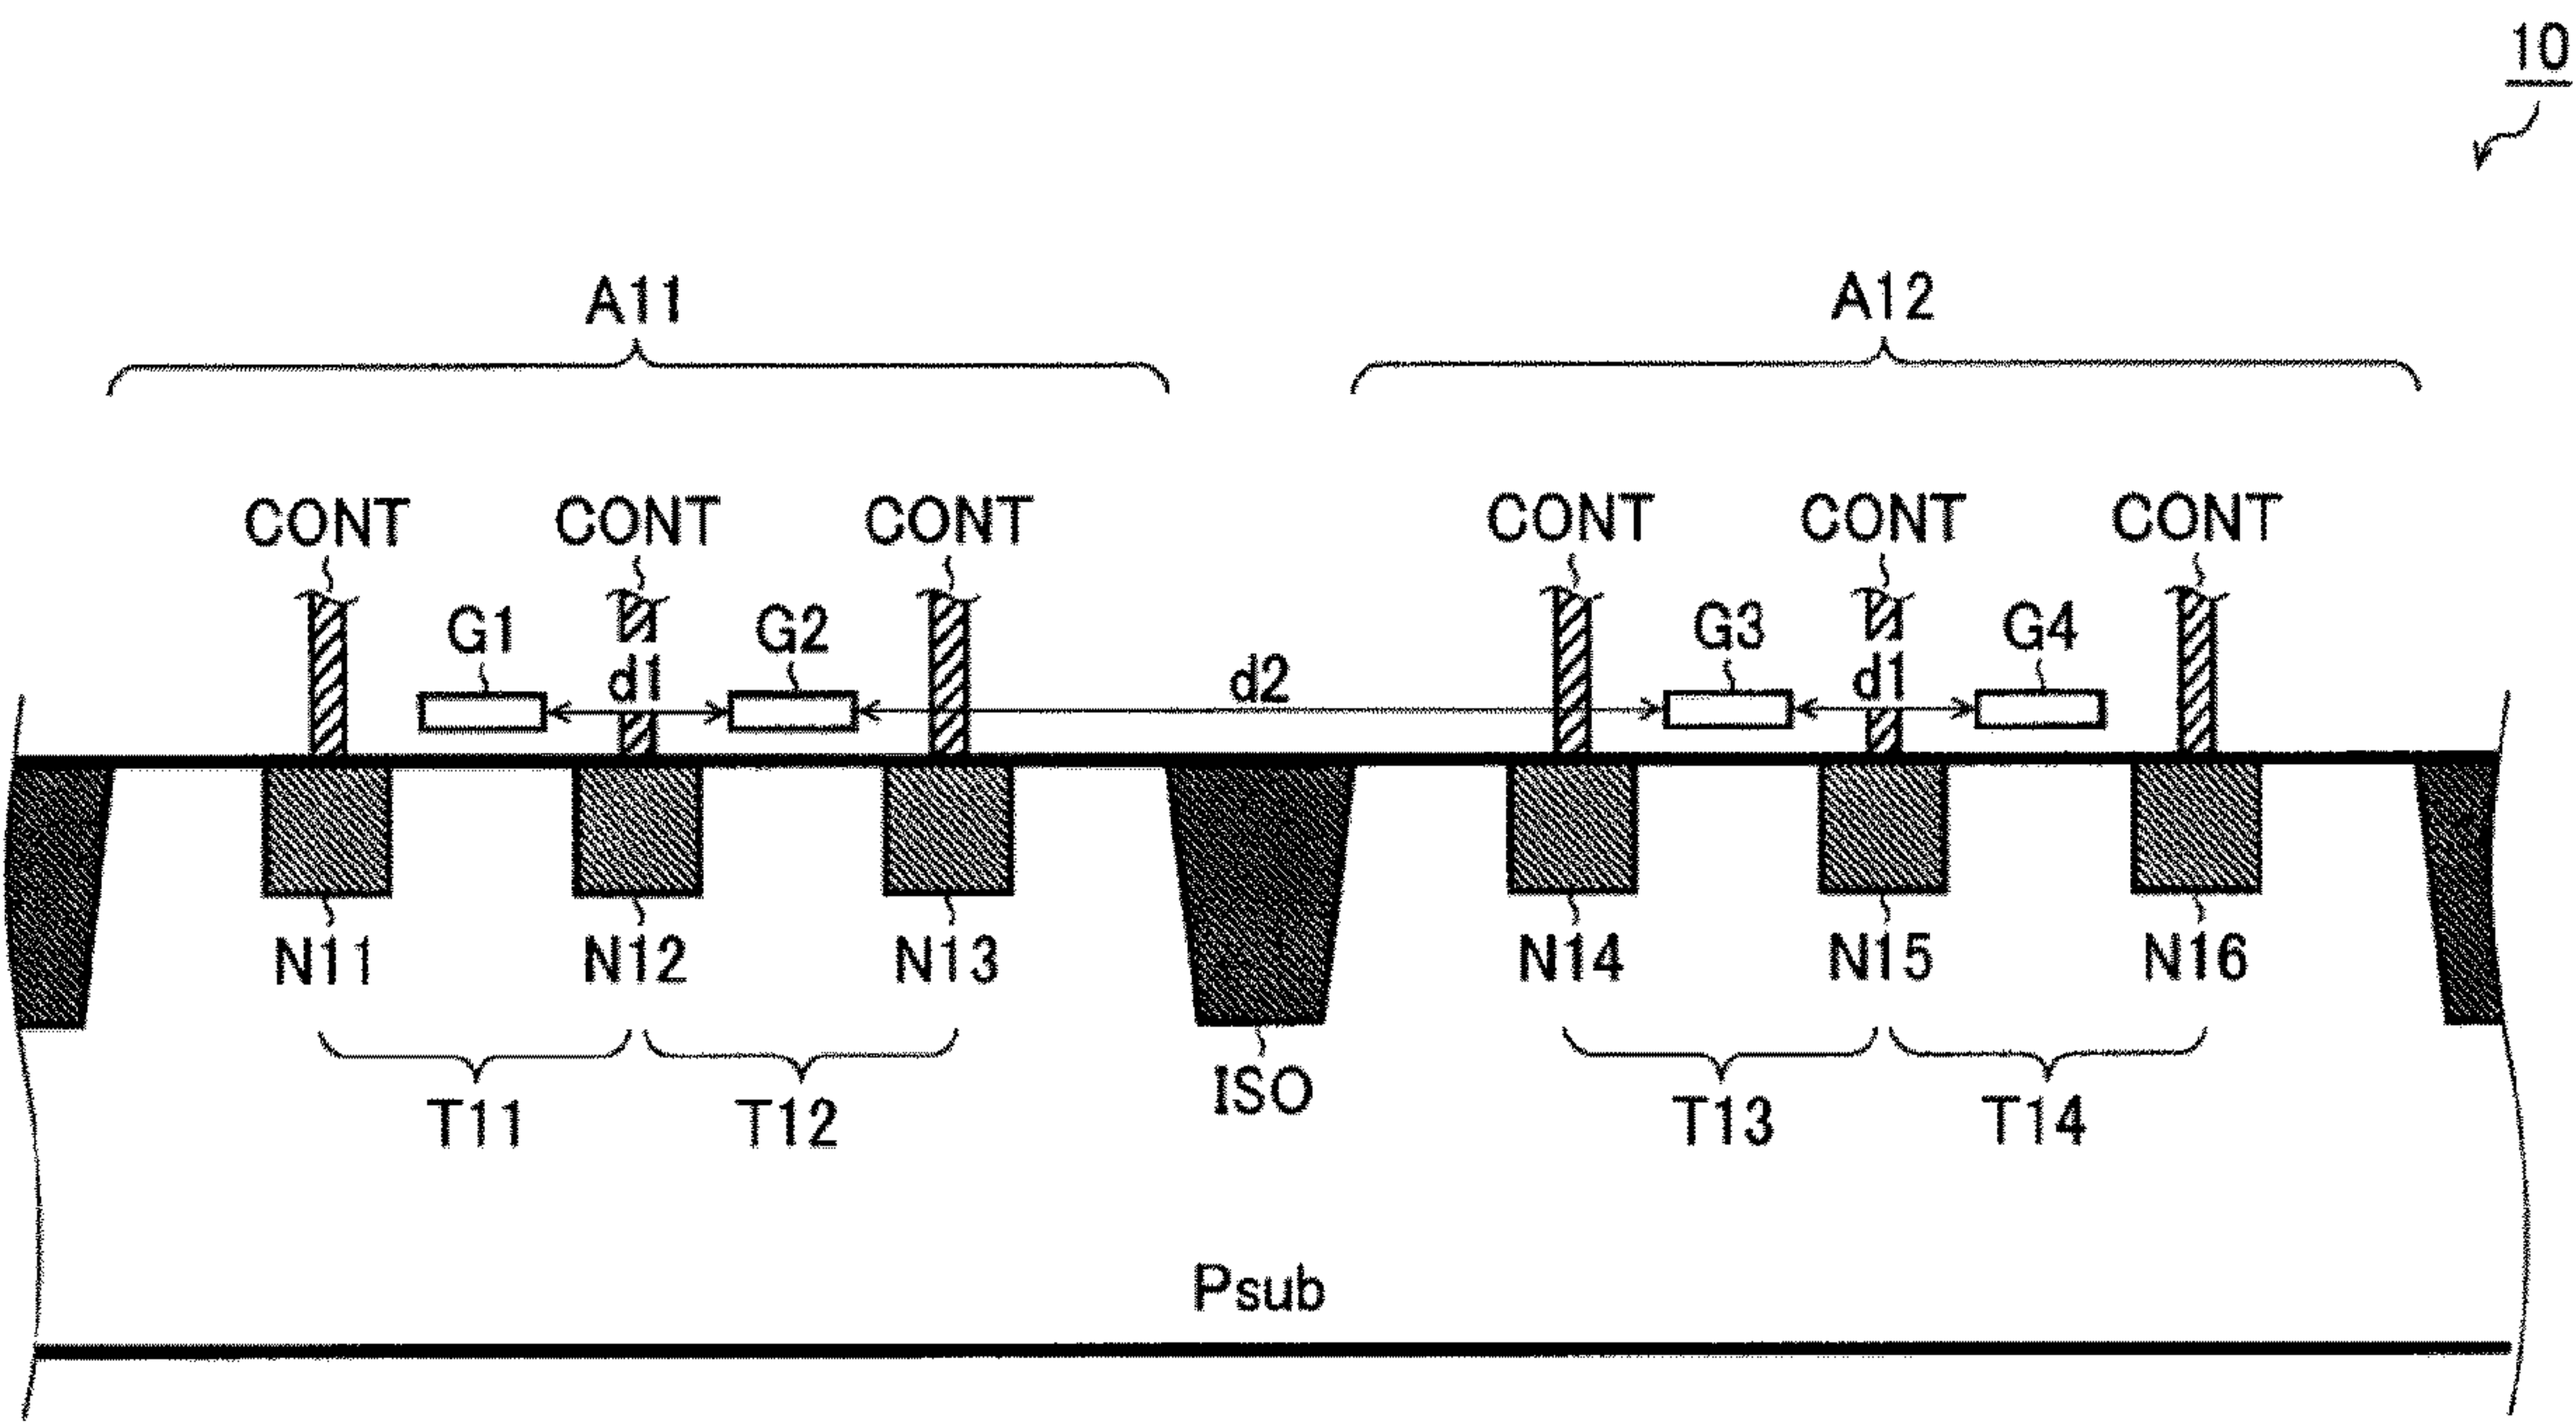 10
A11 A12
CONT CONT CONT CONT CONT CONT
G1 G2 G3 G4
d1 d2 d1
N11 N12 N13 N14 N15 N16
T11 T12 ISO T13 T14
Psub